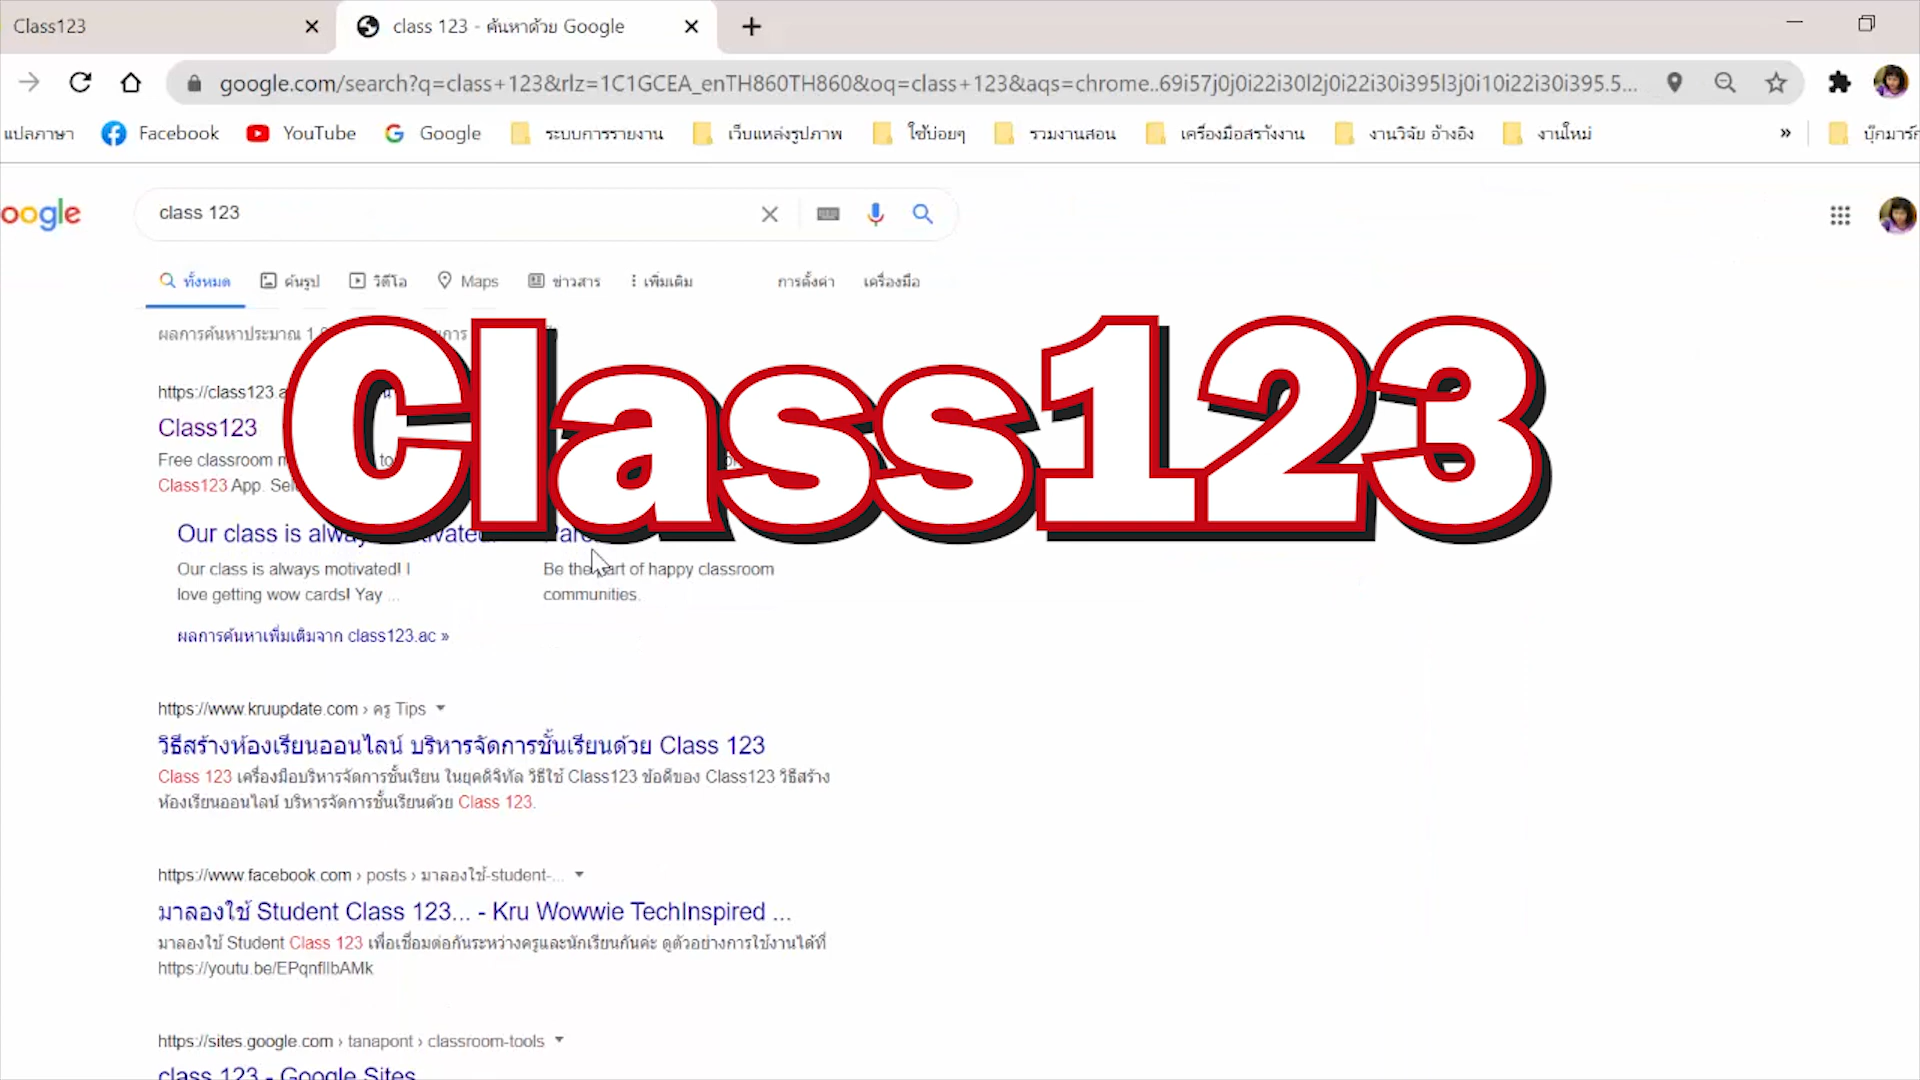 Class123
class 123 - ค้นหาด้วย Google
google.com/search?q=class+123&rlz=1C1GCEA_enTH860TH860&oq=class+123&aqs=chrome..69i57j0j0i22i30l2j0i22i30i395l3j0i10i22i30i395.5...
แปลภาษา Facebook YouTube Google ระบบการรายงาน เว็บแหล่งรูปภาพ ใช้บ่อยๆ รวมงานสอน เครื่องมือสร้างงาน งานวิจัย อ้างอิง งานใหม่ » บุ๊กมาร์ก
oogle
class 123
ทั้งหมด ค้นรูป วิดีโอ Maps ข่าวสาร เพิ่มเติม การตั้งค่า เครื่องมือ
ผลการค้นหาประมาณ 1
Class123
https://class123.a
Class123
Free classroom
Class123 App.
Our class is
Our class is always motivated! I
love getting wow cards! Yay ...
Be the part of happy classroom
communities.
ผลการค้นหาเพิ่มเติมจาก class123.ac »
https://www.kruupdate.com › ครู Tips
วิธีสร้างห้องเรียนออนไลน์ บริหารจัดการชั้นเรียนด้วย Class 123
Class 123 เครื่องมือบริหารจัดการชั้นเรียน ในยุคดิจิทัล วิธีใช้ Class123 ข้อดีของ Class123 วิธีสร้าง
ห้องเรียนออนไลน์ บริหารจัดการชั้นเรียนด้วย Class 123.
https://www.facebook.com › posts › มาลองใช้-student-...
มาลองใช้ Student Class 123... - Kru Wowwie TechInspired ...
มาลองใช้ Student Class 123 เพื่อเชื่อมต่อกันระหว่างครูและนักเรียนกันค่ะ ดูตัวอย่างการใช้งานได้ที่
https://youtu.be/EPqnfIlbAMk
https://sites.google.com › tanapont › classroom-tools
class 123 - Google Sites